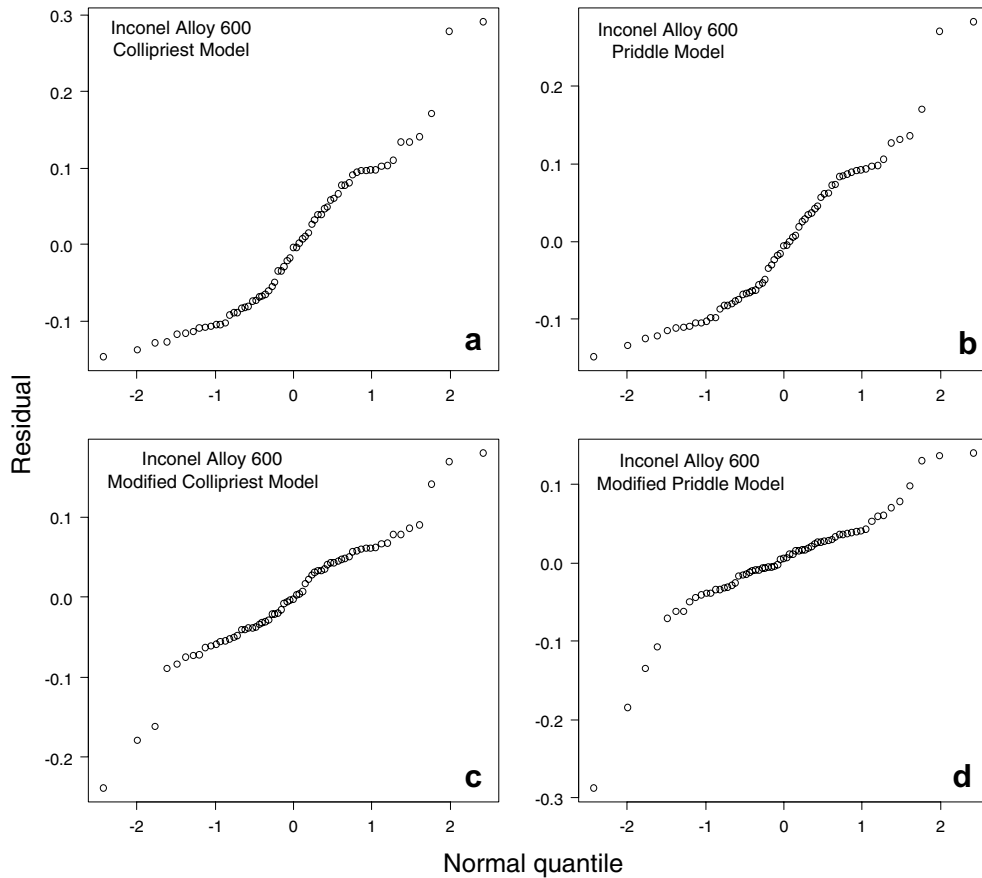 Inconel Alloy 600
Collipriest Model
0.3
0.2
0.1
0.0
-0.1
-2 -1 0 1 2
a
Inconel Alloy 600
Priddle Model
0.2
0.1
0.0
-0.1
-2 -1 0 1 2
b
Residual
Inconel Alloy 600
Modified Collipriest Model
0.1
0.0
-0.1
-0.2
-2 -1 0 1 2
c
Inconel Alloy 600
Modified Priddle Model
0.1
0.0
-0.1
-0.2
-0.3
-2 -1 0 1 2
d
Normal quantile